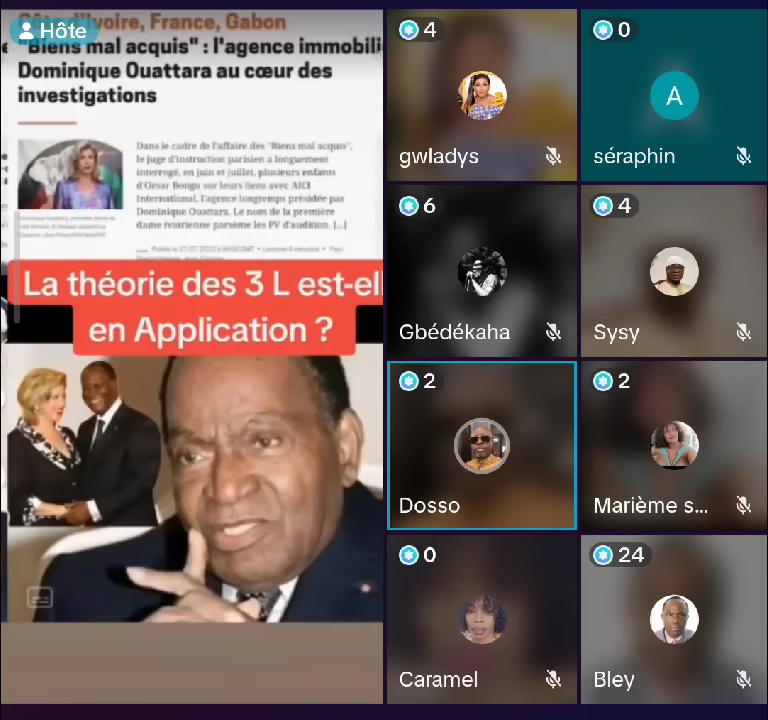 Côte d'Ivoire, France, Gabon
Hôte
"Biens mal acquis" : l'agence immobili
Dominique Ouattara au cœur des
investigations
Dans le cadre de l'affaire des "Biens mal acquis",
le juge d'instruction parisien a longuement
interrogé, en juin et juillet, plusieurs enfants
d'Omar Bongo sur leurs liens avec AICI
International, l'agence longtemps présidée par
Dominique Ouattara. Le nom de la première
dame ivoirienne parsème les PV d'audition. [...]
La théorie des 3 L est-ell
en Application ?
4
gwladys
0
A
séraphin
6
Gbédékaha
4
Sysy
2
Dosso
2
Marième s...
0
Caramel
24
Bley